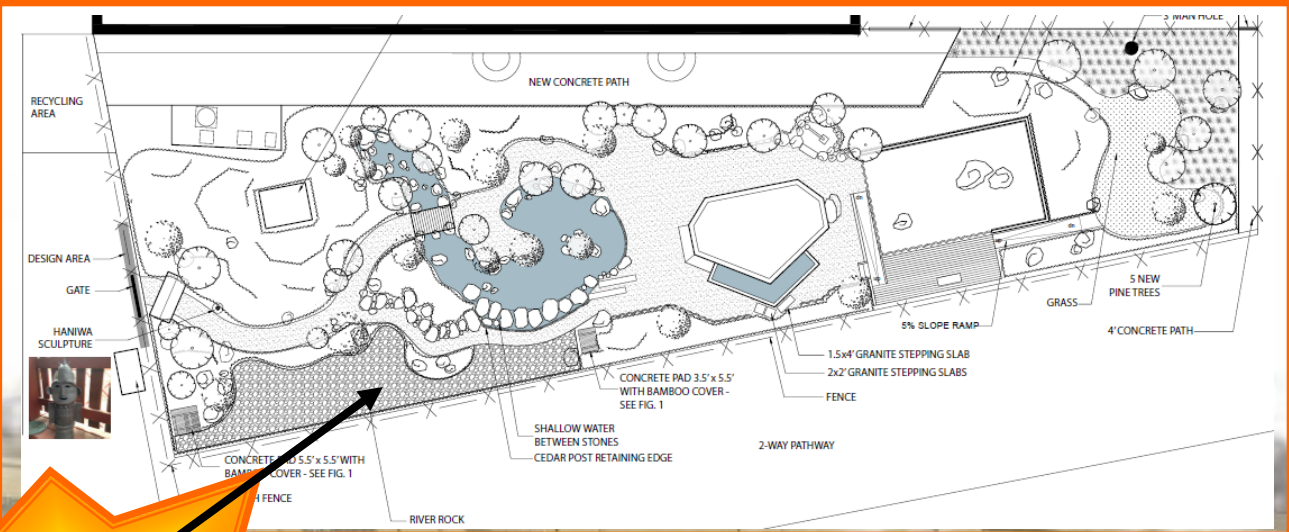 3' MAN HOLE
NEW CONCRETE PATH
RECYCLING
AREA
DESIGN AREA
GATE
HANIWA
SCULPTURE
5 NEW
PINE TREES
GRASS
4' CONCRETE PATH
5% SLOPE RAMP
1.5x4' GRANITE STEPPING SLAB
2x2' GRANITE STEPPING SLABS
FENCE
CONCRETE PAD 3.5' x 5.5'
WITH BAMBOO COVER -
SEE FIG. 1
2-WAY PATHWAY
SHALLOW WATER
BETWEEN STONES
CEDAR POST RETAINING EDGE
CONCRETE PAD 5.5' x 5.5' WITH
COVER - SEE FIG. 1
FENCE
RIVER ROCK